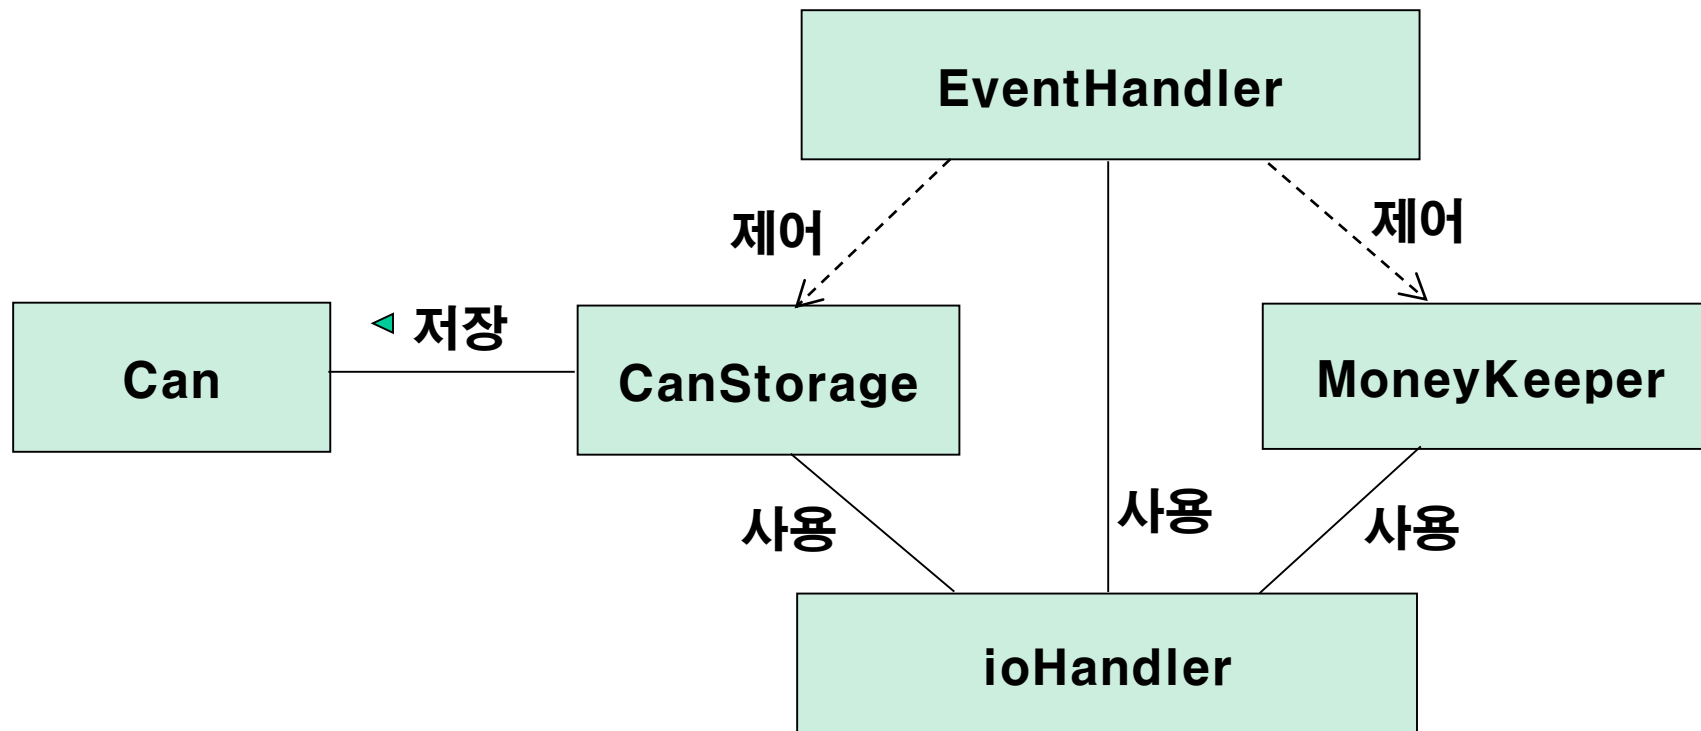 EventHandler
제어
제어
저장
Can
CanStorage
MoneyKeeper
사용
사용
사용
ioHandler